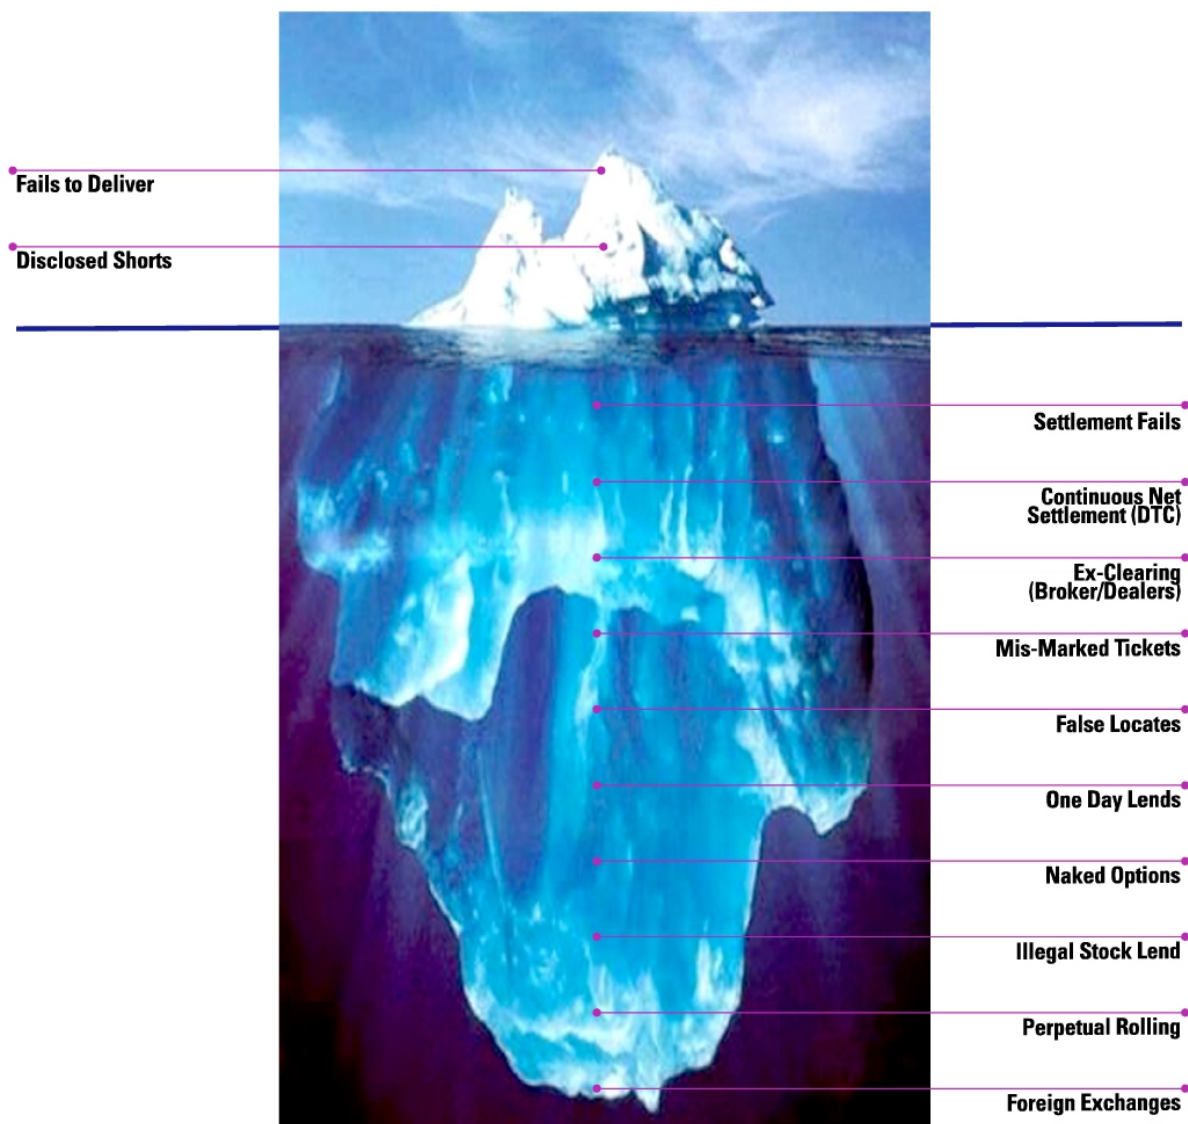 Fails to Deliver
Disclosed Shorts
Settlement Fails
Continuous Net
Settlement (DTC)
Ex-Clearing
(Broker/Dealers)
Mis-Marked Tickets
False Locates
One Day Lends
Naked Options
Illegal Stock Lend
Perpetual Rolling
Foreign Exchanges